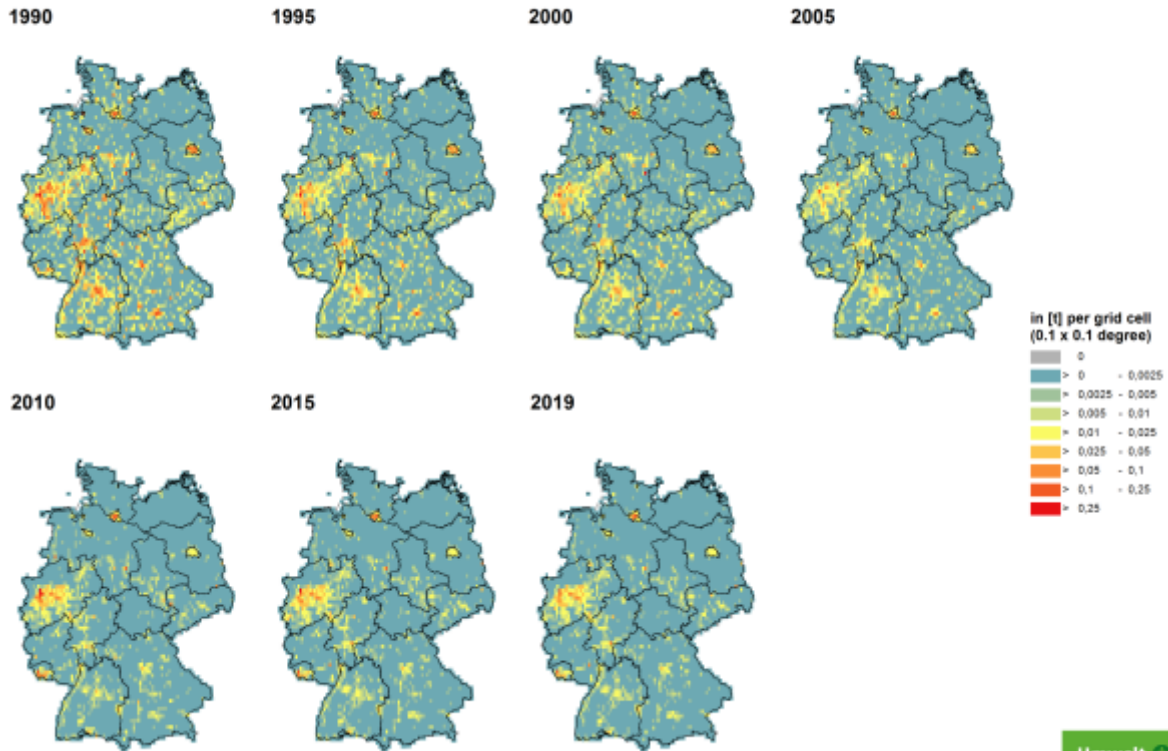 1990
1995
2000
2005
in [t] per grid cell
(0.1 x 0.1 degree)
0
> 0 - 0,0025
> 0,0025 - 0,005
> 0,005 - 0,01
> 0,01 - 0,025
> 0,025 - 0,05
> 0,05 - 0,1
> 0,1 - 0,25
> 0,25
2010
2015
2019